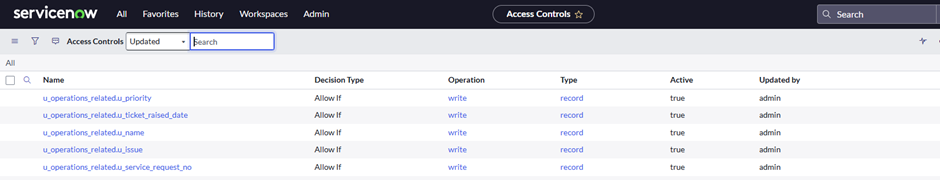 servicenow All Favorites History Workspaces Admin Access Controls Search
Access Controls Updated Search
All
Name Decision Type Operation Type Active Updated by
u_operations_related.u_priority Allow If write record true admin
u_operations_related.u_ticket_raised_date Allow If write record true admin
u_operations_related.u_name Allow If write record true admin
u_operations_related.u_issue Allow If write record true admin
u_operations_related.u_service_request_no Allow If write record true admin